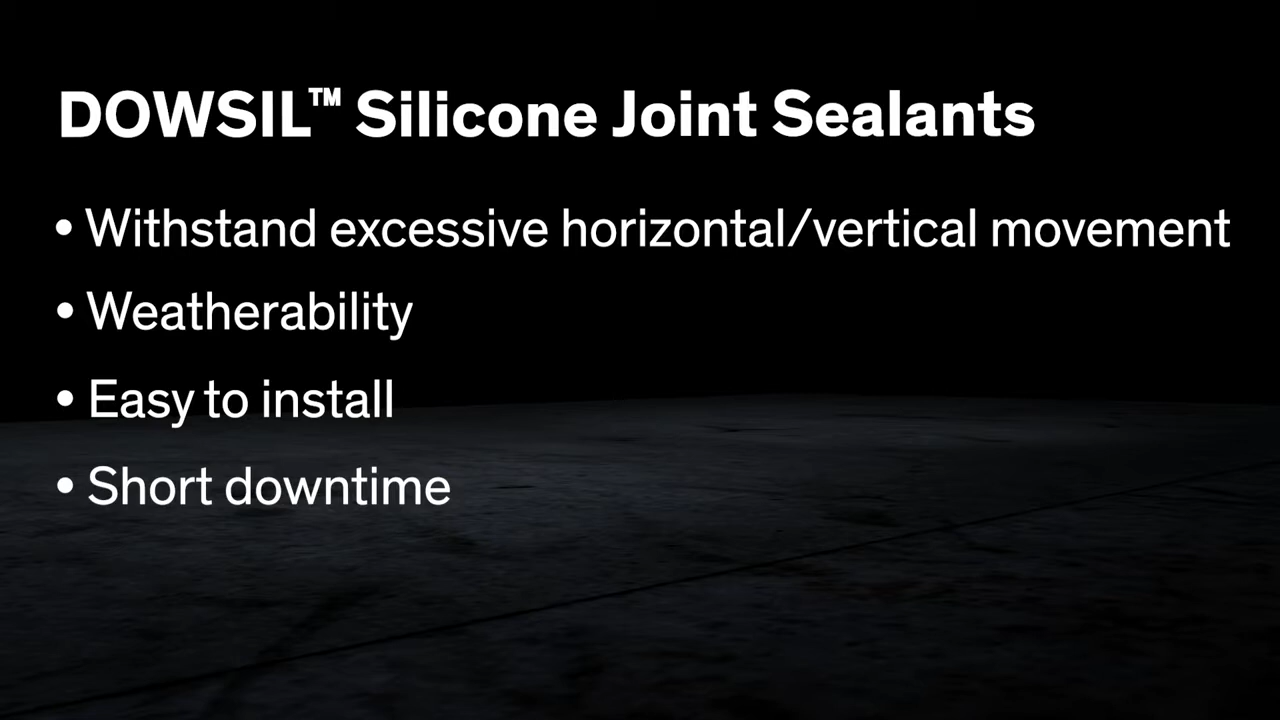 DOWSIL™ Silicone Joint Sealants
• Withstand excessive horizontal/vertical movement
• Weatherability
• Easy to install
• Short downtime